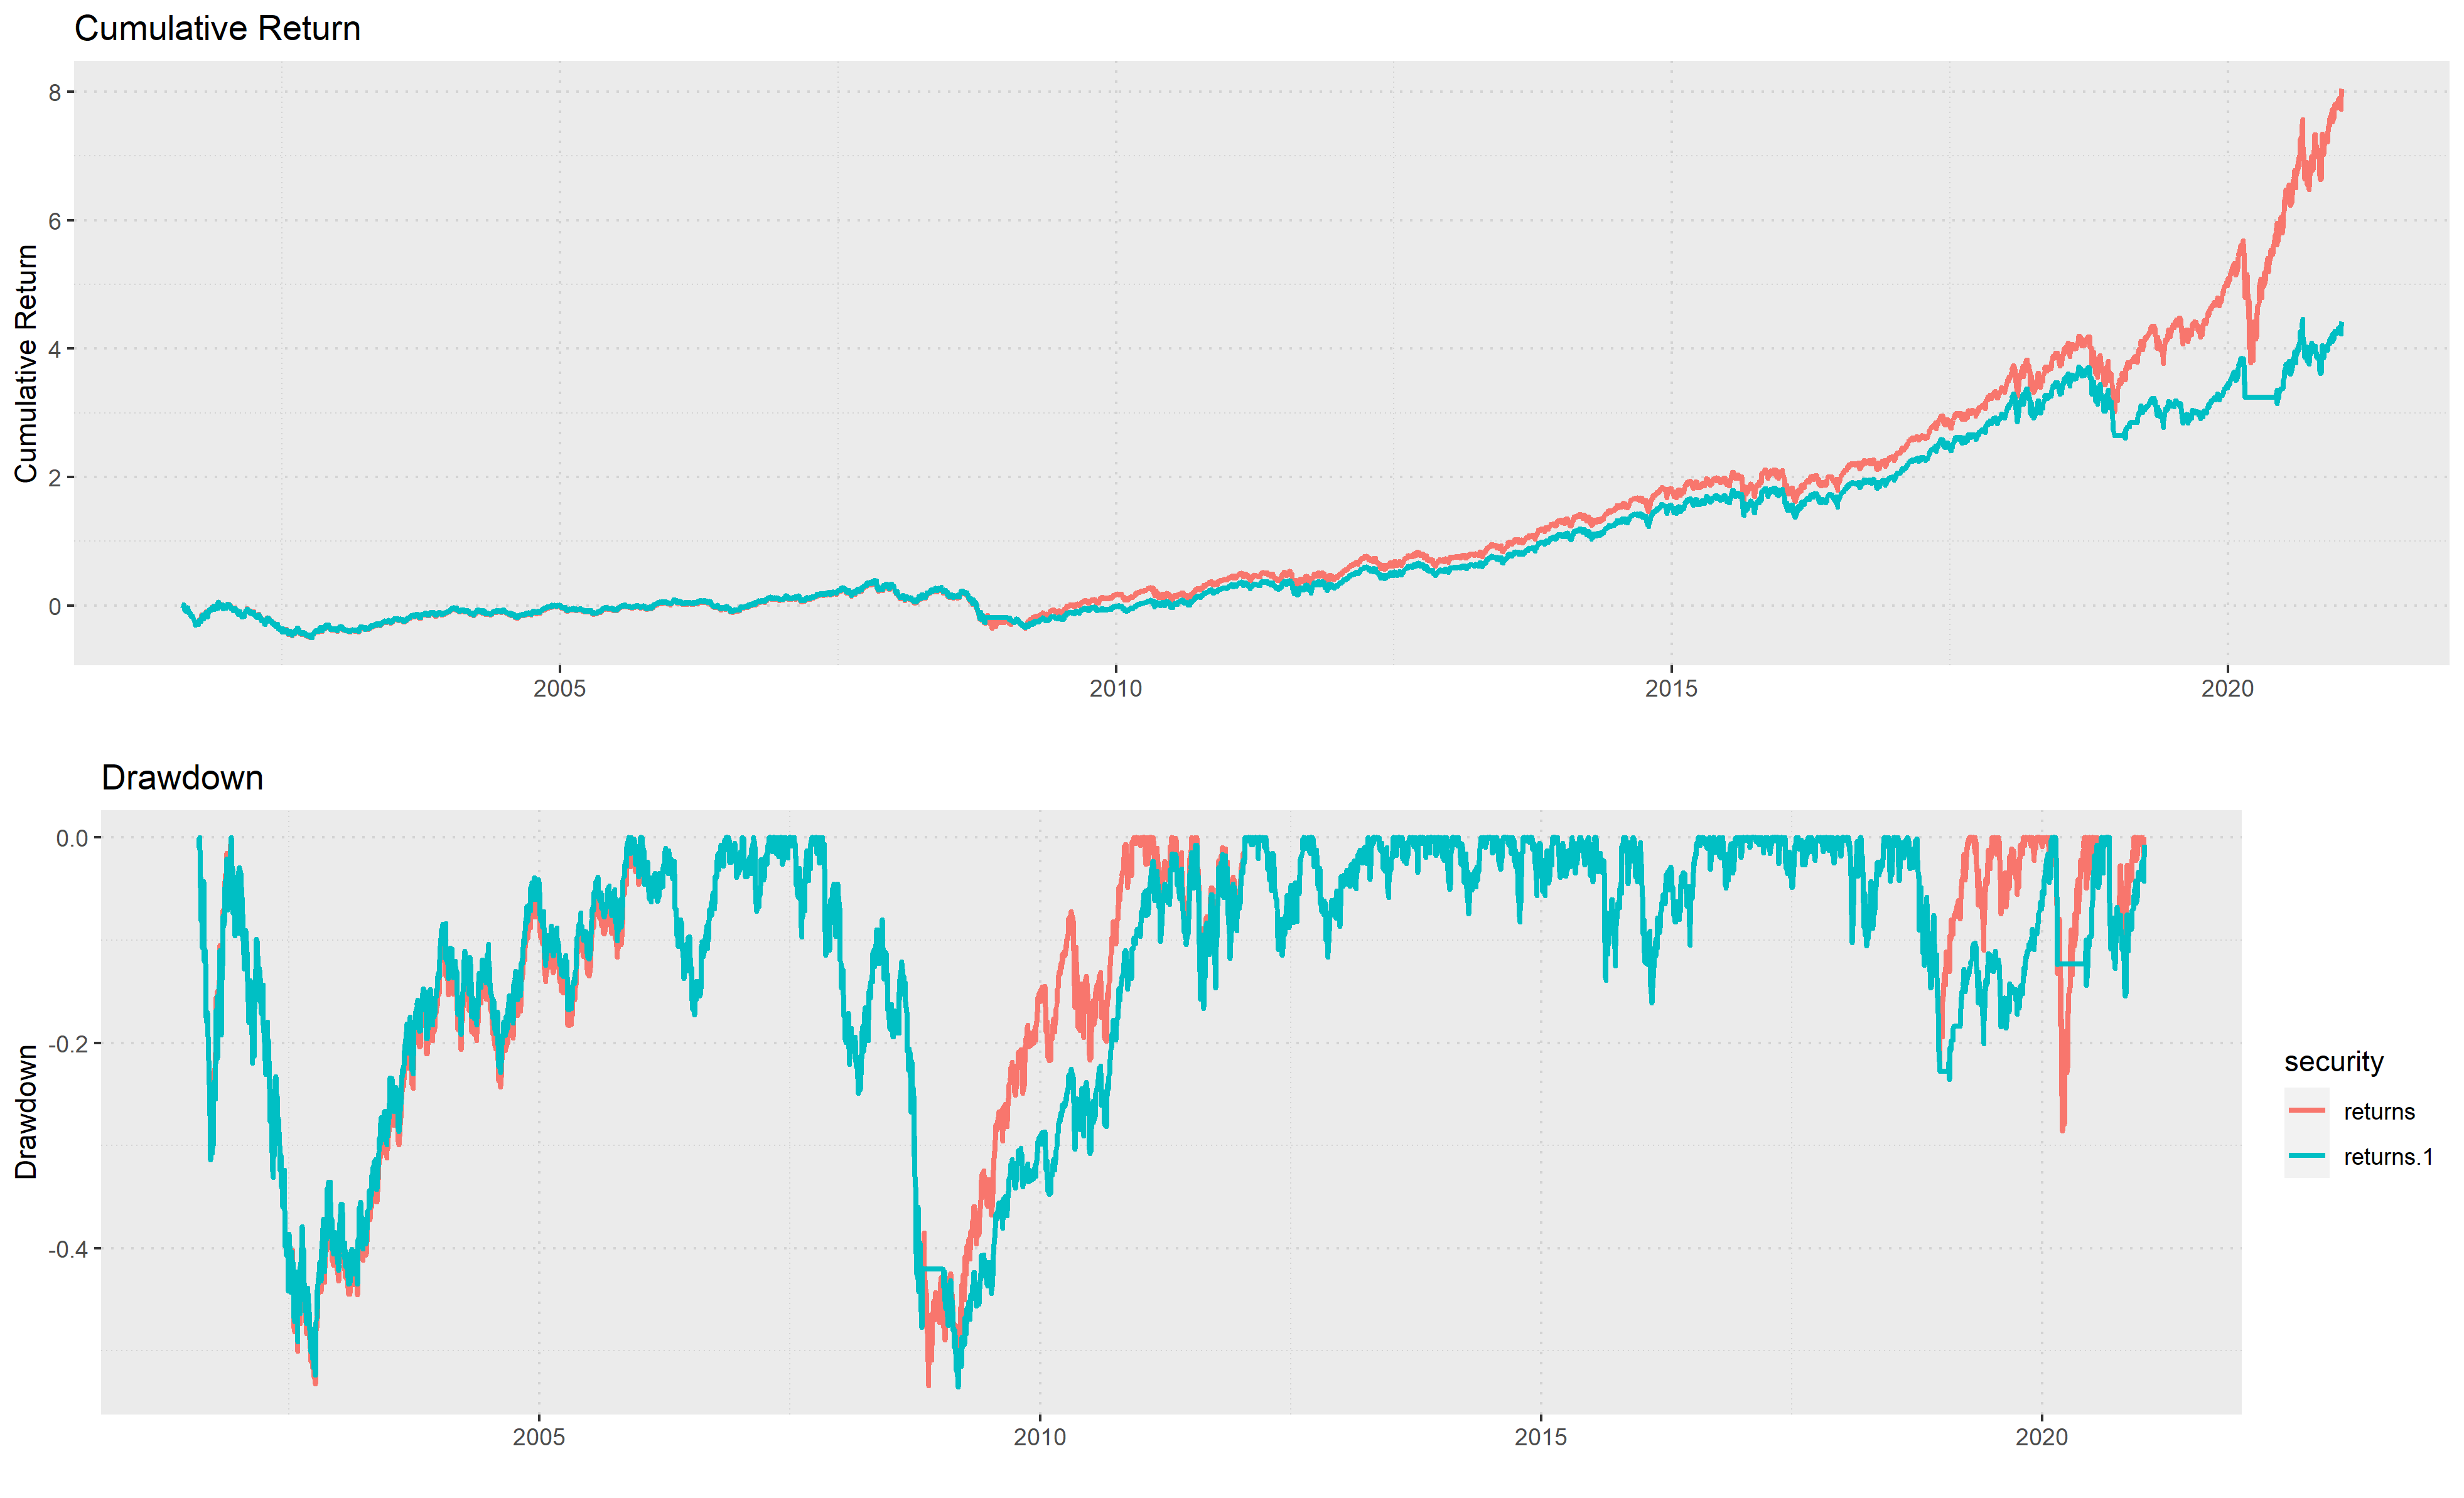 Cumulative Return
Cumulative Return
8
6
4
2
0
2005 2010 2015 2020
Drawdown
Drawdown
0.0
-0.2
-0.4
2005 2010 2015 2020
security
returns
returns.1